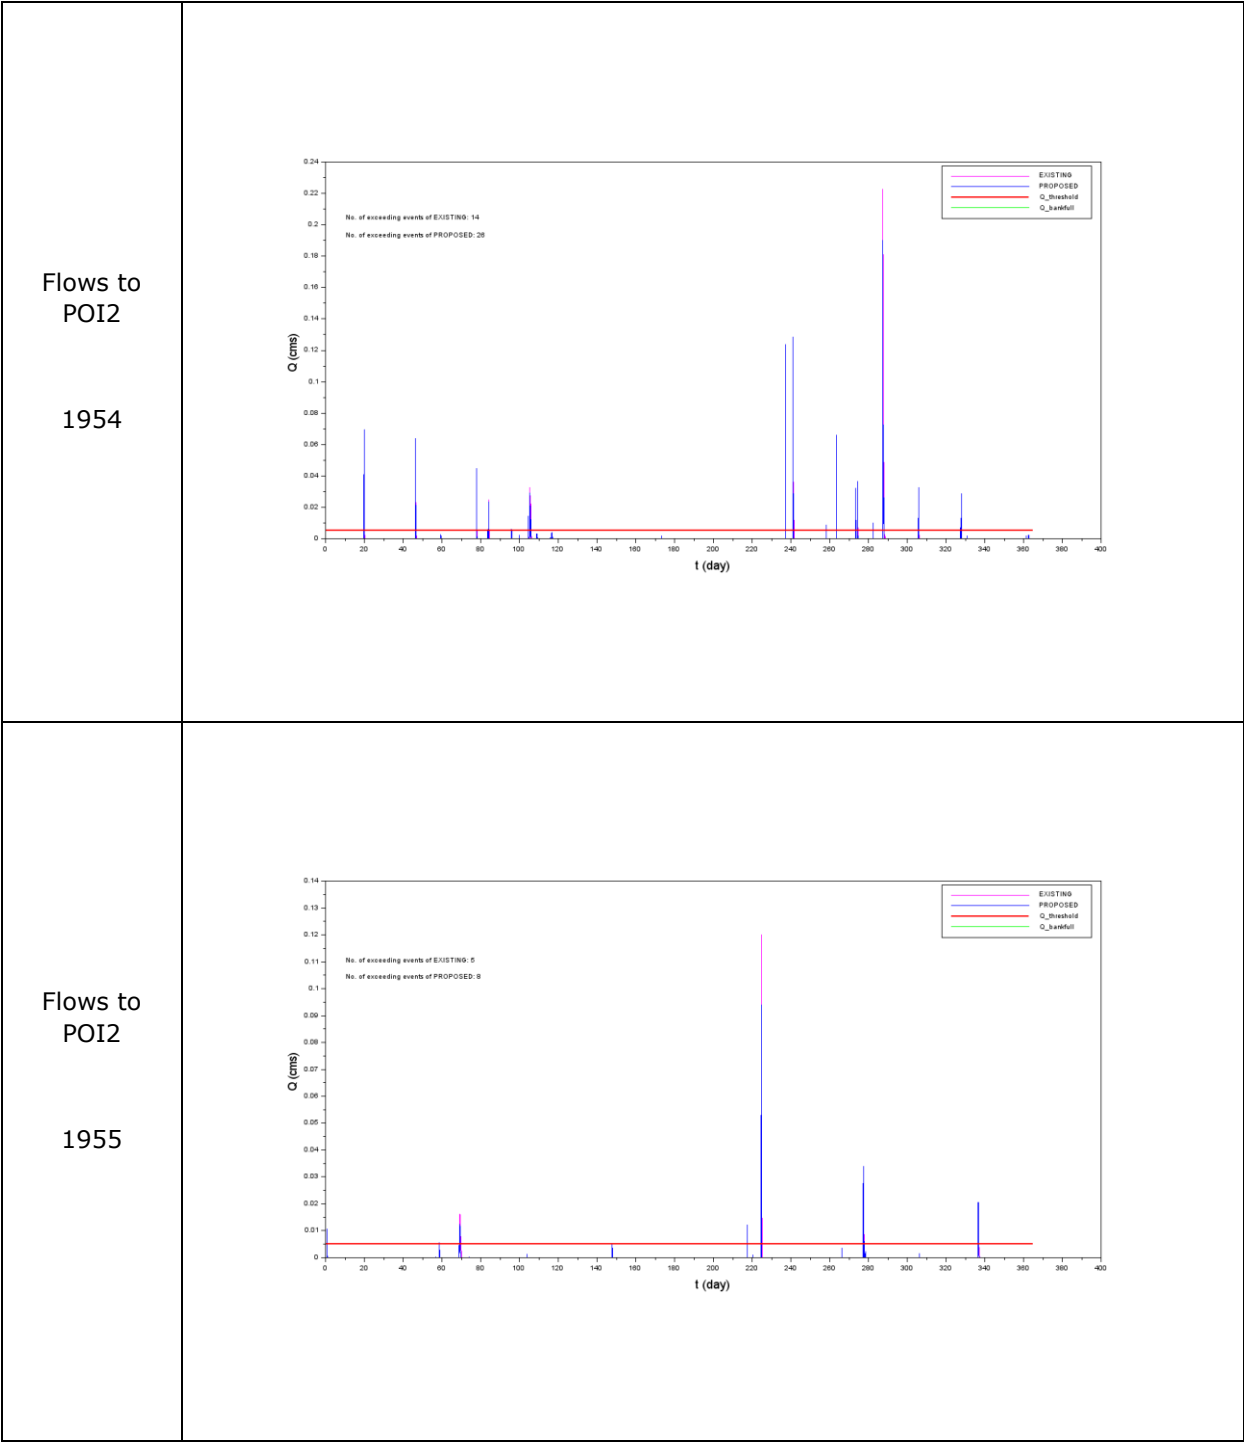 Flows to
POI2
1954
0.24
0.22
0.2
0.18
0.16
0.14
0.12
0.1
0.08
0.06
0.04
0.02
0
Q (cms)
No. of exceeding events of EXISTING: 14
No. of exceeding events of PROPOSED: 26
EXISTING
PROPOSED
Q_threshold
Q_bankfull
0 20 40 60 80 100 120 140 160 180 200 220 240 260 280 300 320 340 360 380 400
t (day)
Flows to
POI2
1955
0.14
0.13
0.12
0.11
0.1
0.09
0.08
0.07
0.06
0.05
0.04
0.03
0.02
0.01
0
Q (cms)
No. of exceeding events of EXISTING: 5
No. of exceeding events of PROPOSED: 8
EXISTING
PROPOSED
Q_threshold
Q_bankfull
0 20 40 60 80 100 120 140 160 180 200 220 240 260 280 300 320 340 360 380 400
t (day)